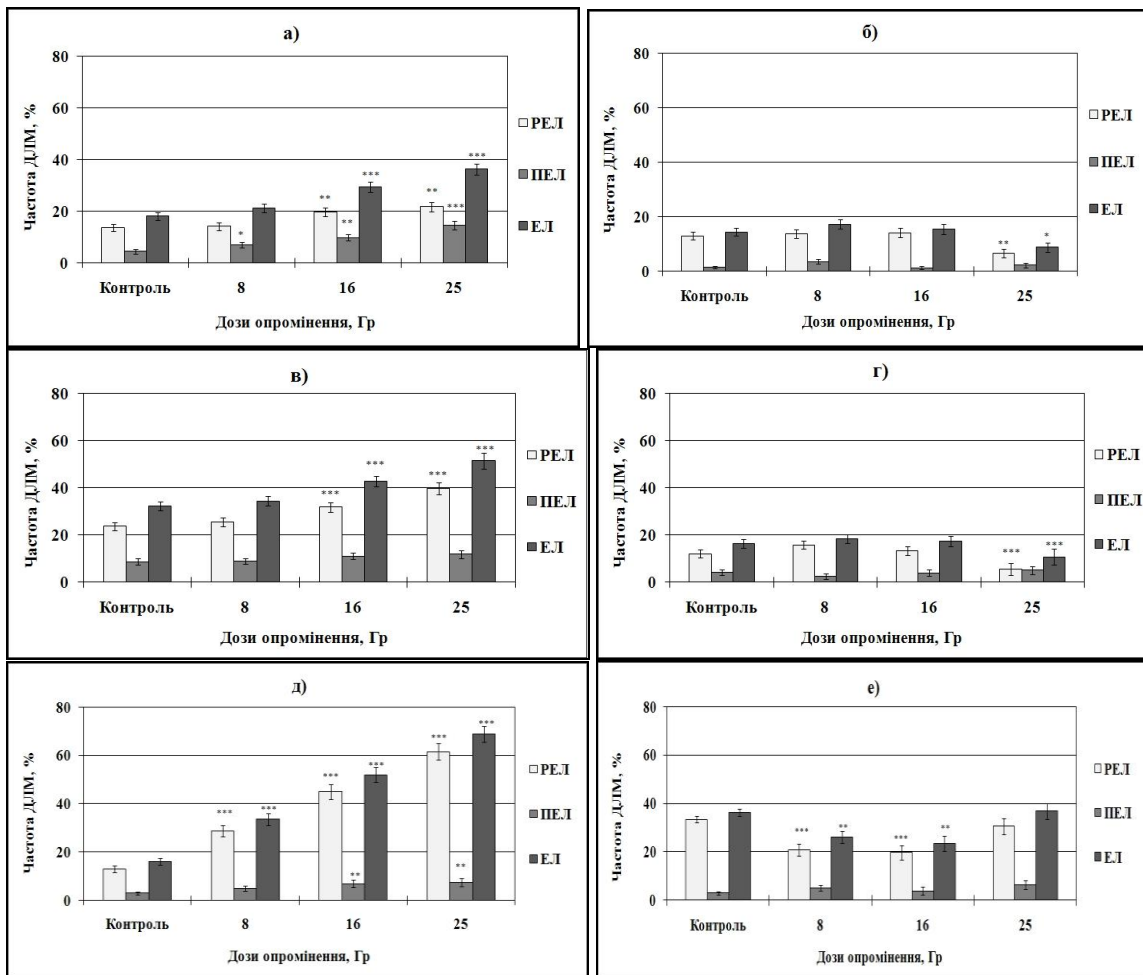 а)
Частота ДЛМ, %
80
60
40
20
0
** *** ** ***
* ** ***
РЕЛ
ПЕЛ
ЕЛ
Контроль 8 16 25
Дози опромінення, Гр
б)
Частота ДЛМ, %
80
60
40
20
0
** *
РЕЛ
ПЕЛ
ЕЛ
Контроль 8 16 25
Дози опромінення, Гр
в)
Частота ДЛМ, %
80
60
40
20
0
*** *** *** ***
РЕЛ
ПЕЛ
ЕЛ
Контроль 8 16 25
Дози опромінення, Гр
г)
Частота ДЛМ, %
80
60
40
20
0
*** ***
РЕЛ
ПЕЛ
ЕЛ
Контроль 8 16 25
Дози опромінення, Гр
д)
Частота ДЛМ, %
80
60
40
20
0
*** *** *** *** *** ***
** **
РЕЛ
ПЕЛ
ЕЛ
Контроль 8 16 25
Дози опромінення, Гр
е)
Частота ДЛМ, %
80
60
40
20
0
*** ** *** **
РЕЛ
ПЕЛ
ЕЛ
Контроль 8 16 25
Дози опромінення, Гр